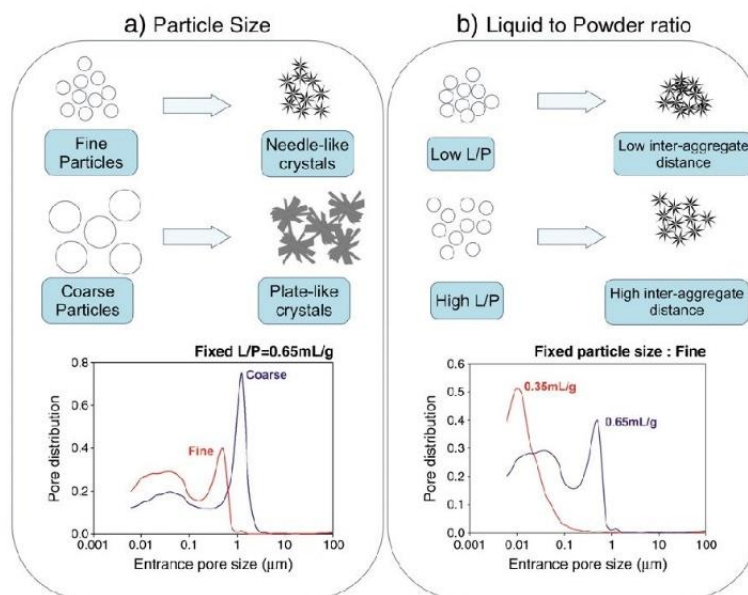 a) Particle Size
Fine
Particles
Needle-like
crystals
Coarse
Particles
Plate-like
crystals
Fixed L/P=0.65mL/g
Pore distribution
0.8
0.6
0.4
0.2
0.0
Coarse
Fine
0.001
0.01
0.1
1
10
100
Entrance pore size (μm)
b) Liquid to Powder ratio
Low L/P
Low inter-aggregate
distance
High L/P
High inter-aggregate
distance
Fixed particle size : Fine
Pore distribution
0.6
0.5
0.4
0.3
0.2
0.1
0.0
0.35mL/g
0.65mL/g
0.001
0.01
0.1
1
10
100
Entrance pore size (μm)